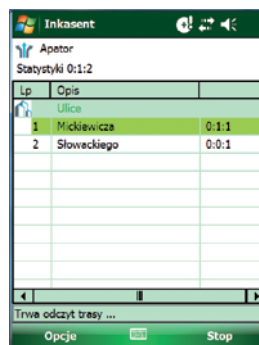 Inkasent
Apator
Statystyki 0:1:2
Lp Opis
Ulice
1 Mickiewicza 0:1:1
2 Słowackiego 0:0:1
Trwa odczyt trasy ...
Opcje Stop